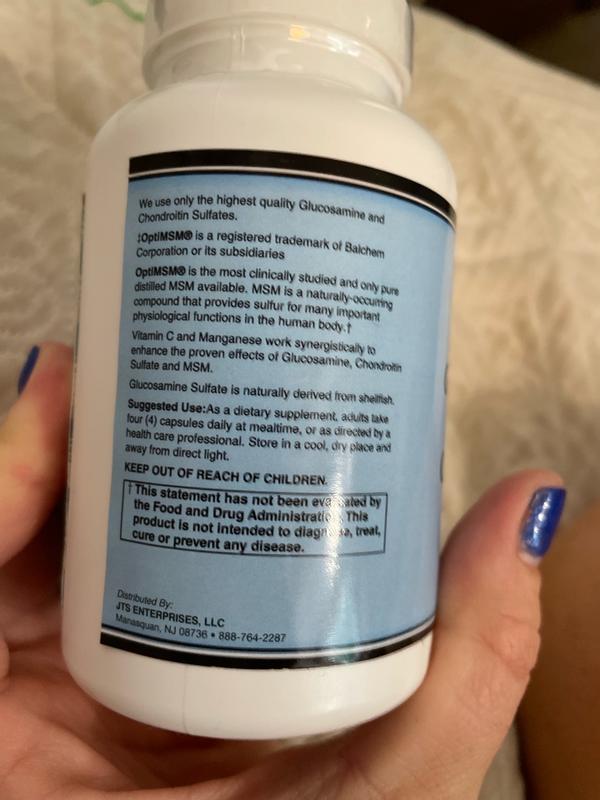 We use only the highest quality Glucosamine and
Chondroitin Sulfates.
‡OptiMSM® is a registered trademark of Balchem
Corporation or its subsidiaries
OptiMSM® is the most clinically studied and only pure
distilled MSM available. MSM is a naturally-occurring
compound that provides sulfur for many important
physiological functions in the human body.†
Vitamin C and Manganese work synergistically to
enhance the proven effects of Glucosamine, Chondroitin
Sulfate and MSM.
Glucosamine Sulfate is naturally derived from shellfish.
Suggested Use:As a dietary supplement, adults take
four (4) capsules daily at mealtime, or as directed by a
health care professional. Store in a cool, dry place and
away from direct light.
KEEP OUT OF REACH OF CHILDREN.
† This statement has not been evaluated by
the Food and Drug Administration. This
product is not intended to diagnose, treat,
cure or prevent any disease.
Distributed By:
JTS ENTERPRISES, LLC
Manasquan, NJ 08736 • 888-764-2287